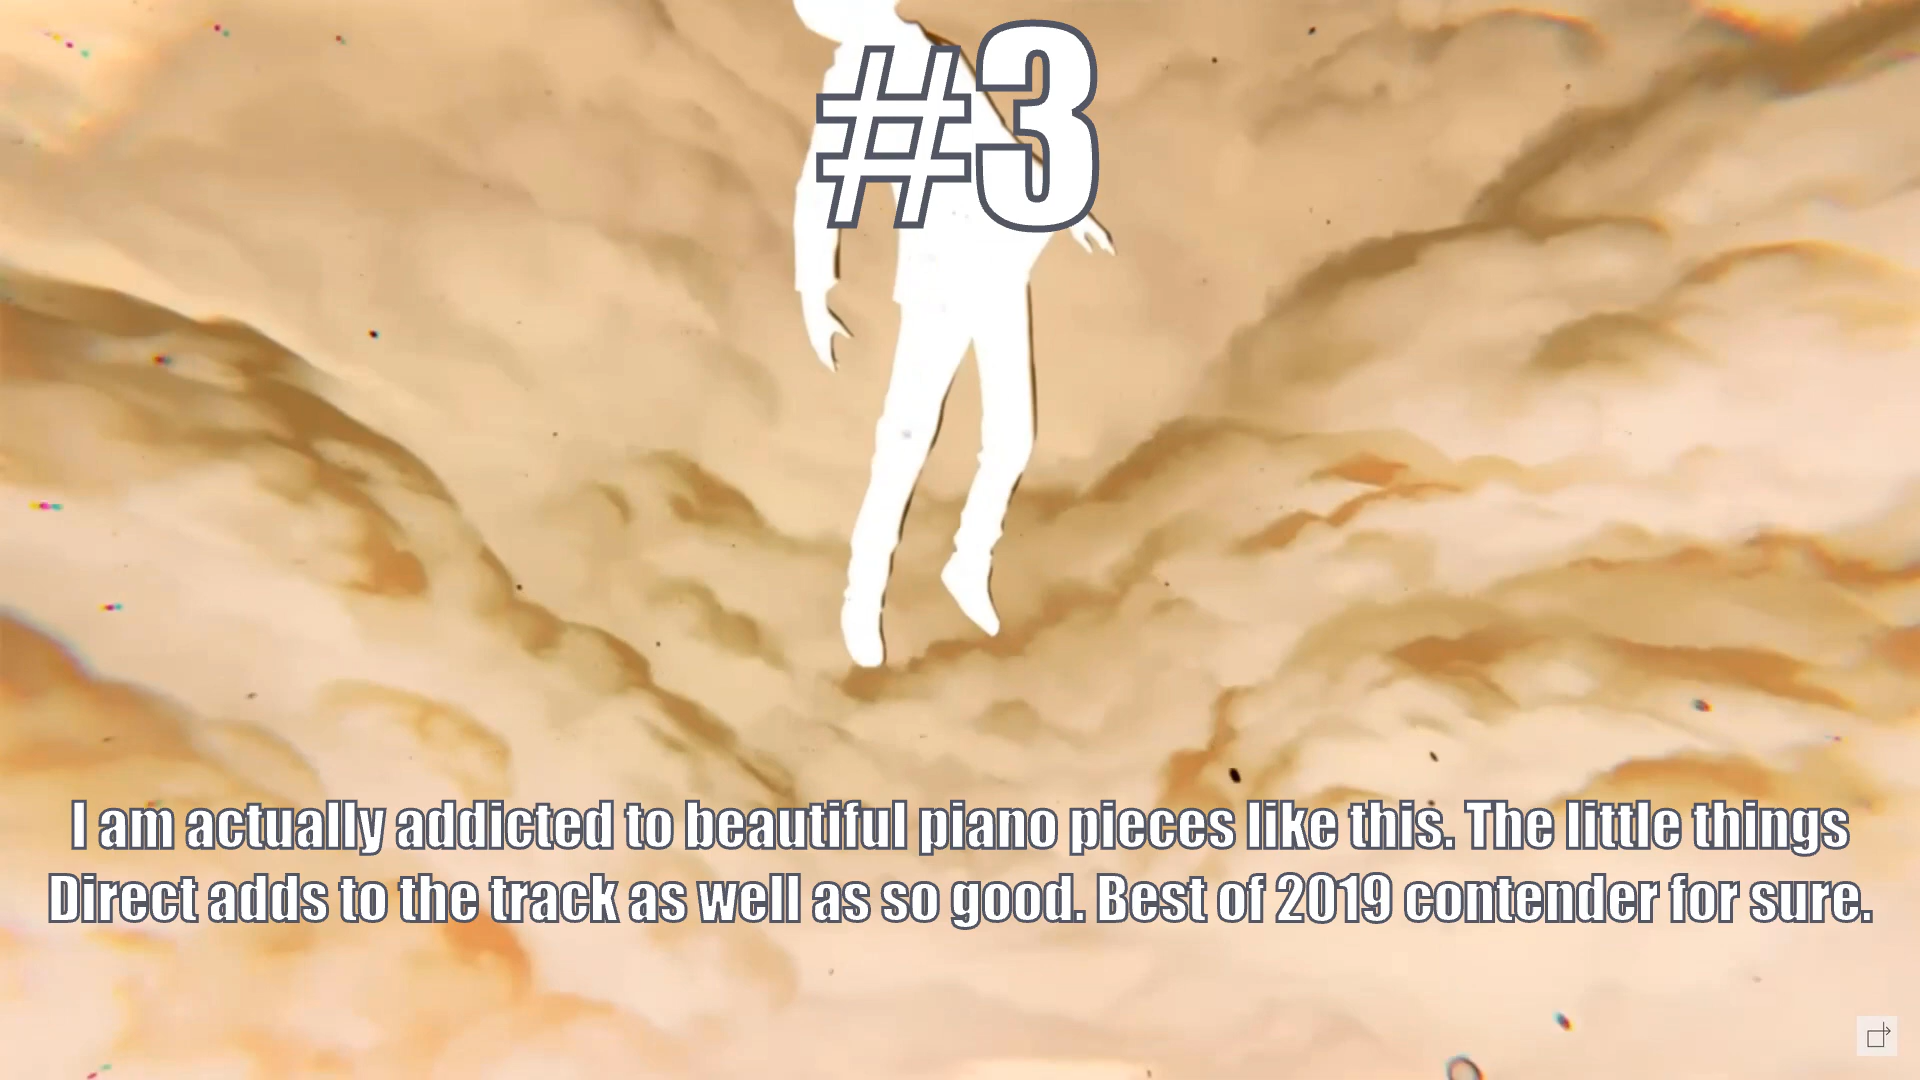 #3
I am actually addicted to beautiful piano pieces like this. The little things
Direct adds to the track as well as so good. Best of 2019 contender for sure.